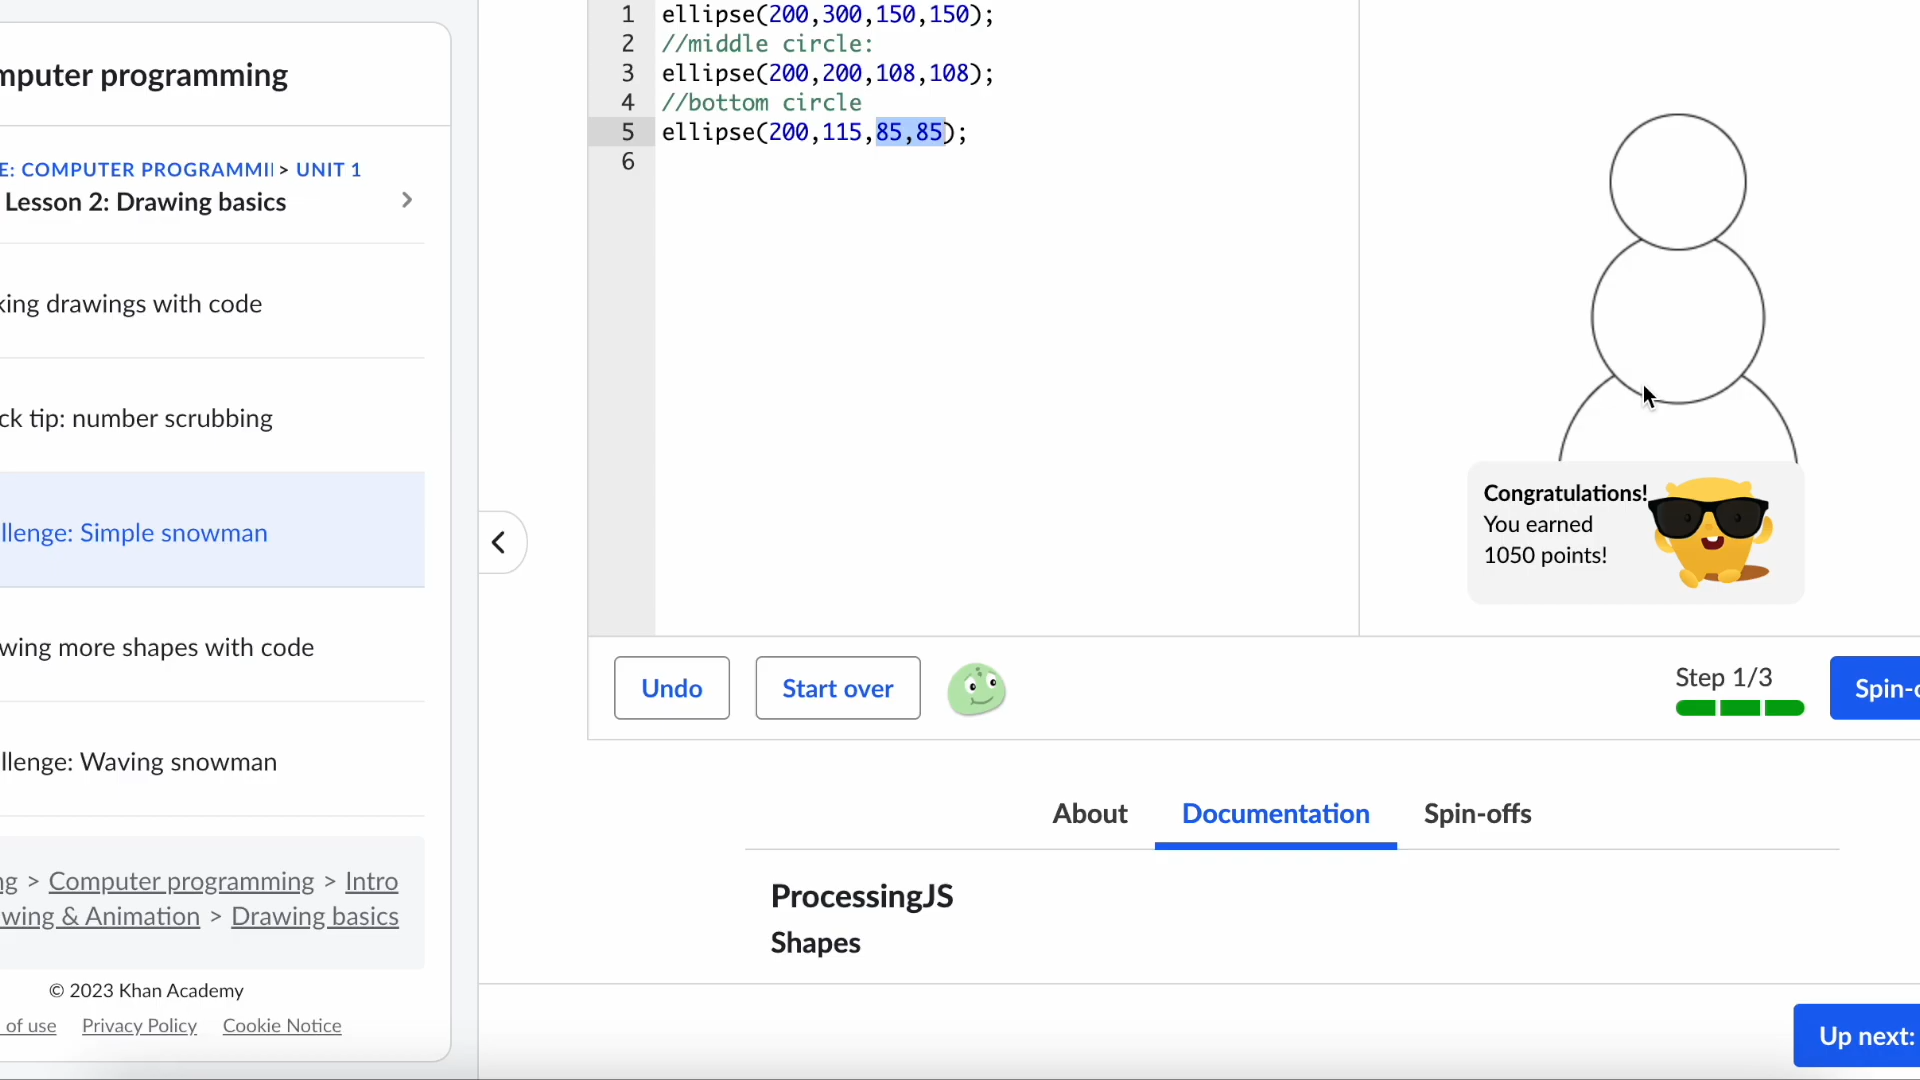 mputer programming
E: COMPUTER PROGRAMMI > UNIT 1
Lesson 2: Drawing basics
king drawings with code
ck tip: number scrubbing
llenge: Simple snowman
wing more shapes with code
llenge: Waving snowman
ng > Computer programming > Intro
wing & Animation > Drawing basics
© 2023 Khan Academy
of use Privacy Policy Cookie Notice
1 ellipse(200,300,150,150);
2 //middle circle:
3 ellipse(200,200,108,108);
4 //bottom circle
5 ellipse(200,115,85,85);
6
Congratulations!
You earned
1050 points!
Undo
Start over
Step 1/3
Spin-o
About
Documentation
Spin-offs
ProcessingJS
Shapes
Up next: